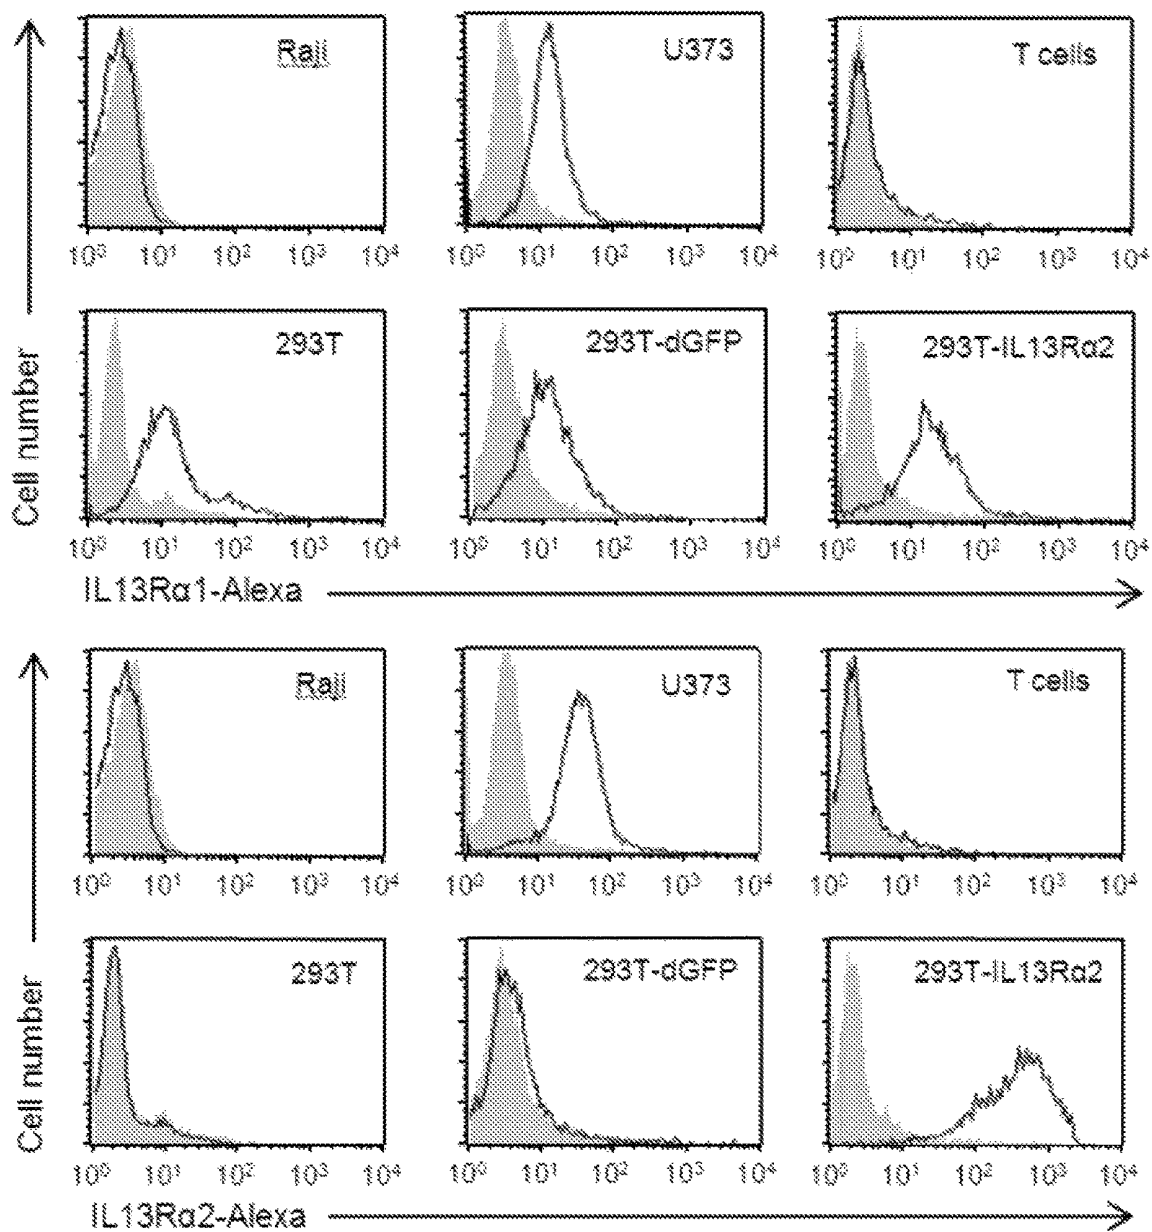 Cell number
Raji
U373
T cells
10⁰ 10¹ 10² 10³ 10⁴
10⁰ 10¹ 10² 10³ 10⁴
10⁰ 10¹ 10² 10³ 10⁴
293T
293T-dGFP
293T-IL13Rα2
10⁰ 10¹ 10² 10³ 10⁴
10⁰ 10¹ 10² 10³ 10⁴
10⁰ 10¹ 10² 10³ 10⁴
IL13Rα1-Alexa
Cell number
Raji
U373
T cells
10⁰ 10¹ 10² 10³ 10⁴
10⁰ 10¹ 10² 10³ 10⁴
10⁰ 10¹ 10² 10³ 10⁴
293T
293T-dGFP
293T-IL13Rα2
10⁰ 10¹ 10² 10³ 10⁴
10⁰ 10¹ 10² 10³ 10⁴
10⁰ 10¹ 10² 10³ 10⁴
IL13Rα2-Alexa